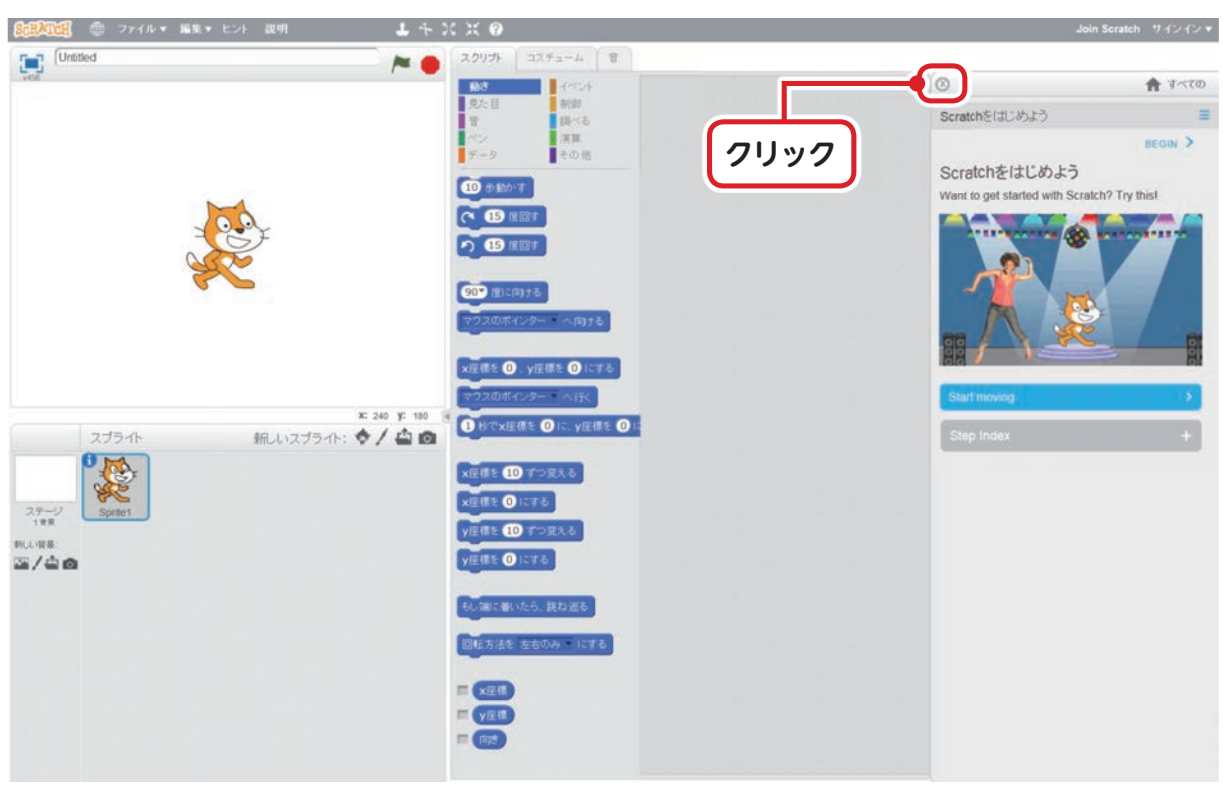 SCRATCH ファイル▼ 編集▼ ヒント 説明 Join Scratch サインイン▼
Untitled
v456
スクリプト コスチューム 音
動き イベント
見た目 制御
音 調べる
ペン 演算
データ その他
クリック
10 歩動かす
15 度回す
15 度回す
90▼ 度に向ける
マウスのポインター へ向ける
x座標を 0 、y座標を 0 にする
マウスのポインター へ行く
1 秒でx座標を 0 に、y座標を 0 に
x座標を 10 ずつ変える
x座標を 0 にする
y座標を 10 ずつ変える
y座標を 0 にする
もし端に着いたら、跳ね返る
回転方法を 左右のみ にする
x座標
y座標
向き
x: 240 y: 180
スプライト 新しいスプライト:
ステージ
1背景
新しい背景:
Sprite1
すべての
Scratchをはじめよう
BEGIN
Scratchをはじめよう
Want to get started with Scratch? Try this!
Start moving
Step Index